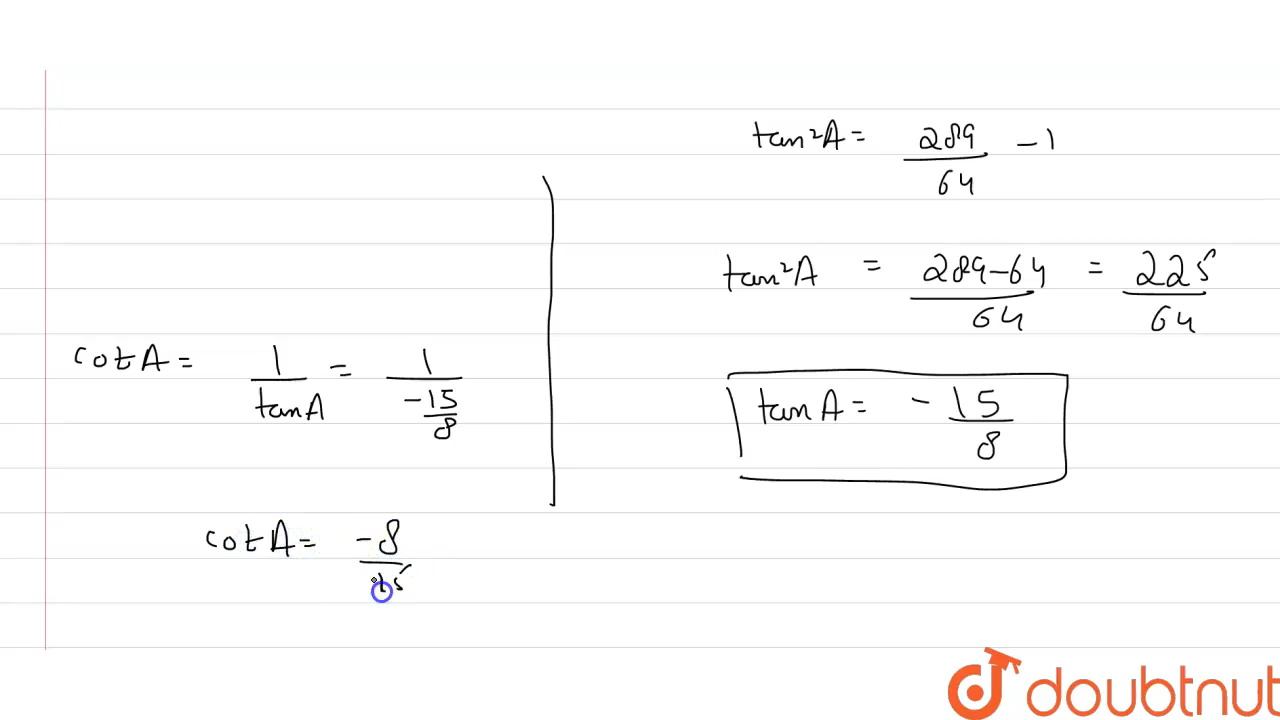 tan²A = 289/64 - 1
tan²A = 289-64/64 = 225/64
tan A = - 15/8
cot A = 1/tan A = 1/(-15/8)
cot A = -8/15
doubtnut